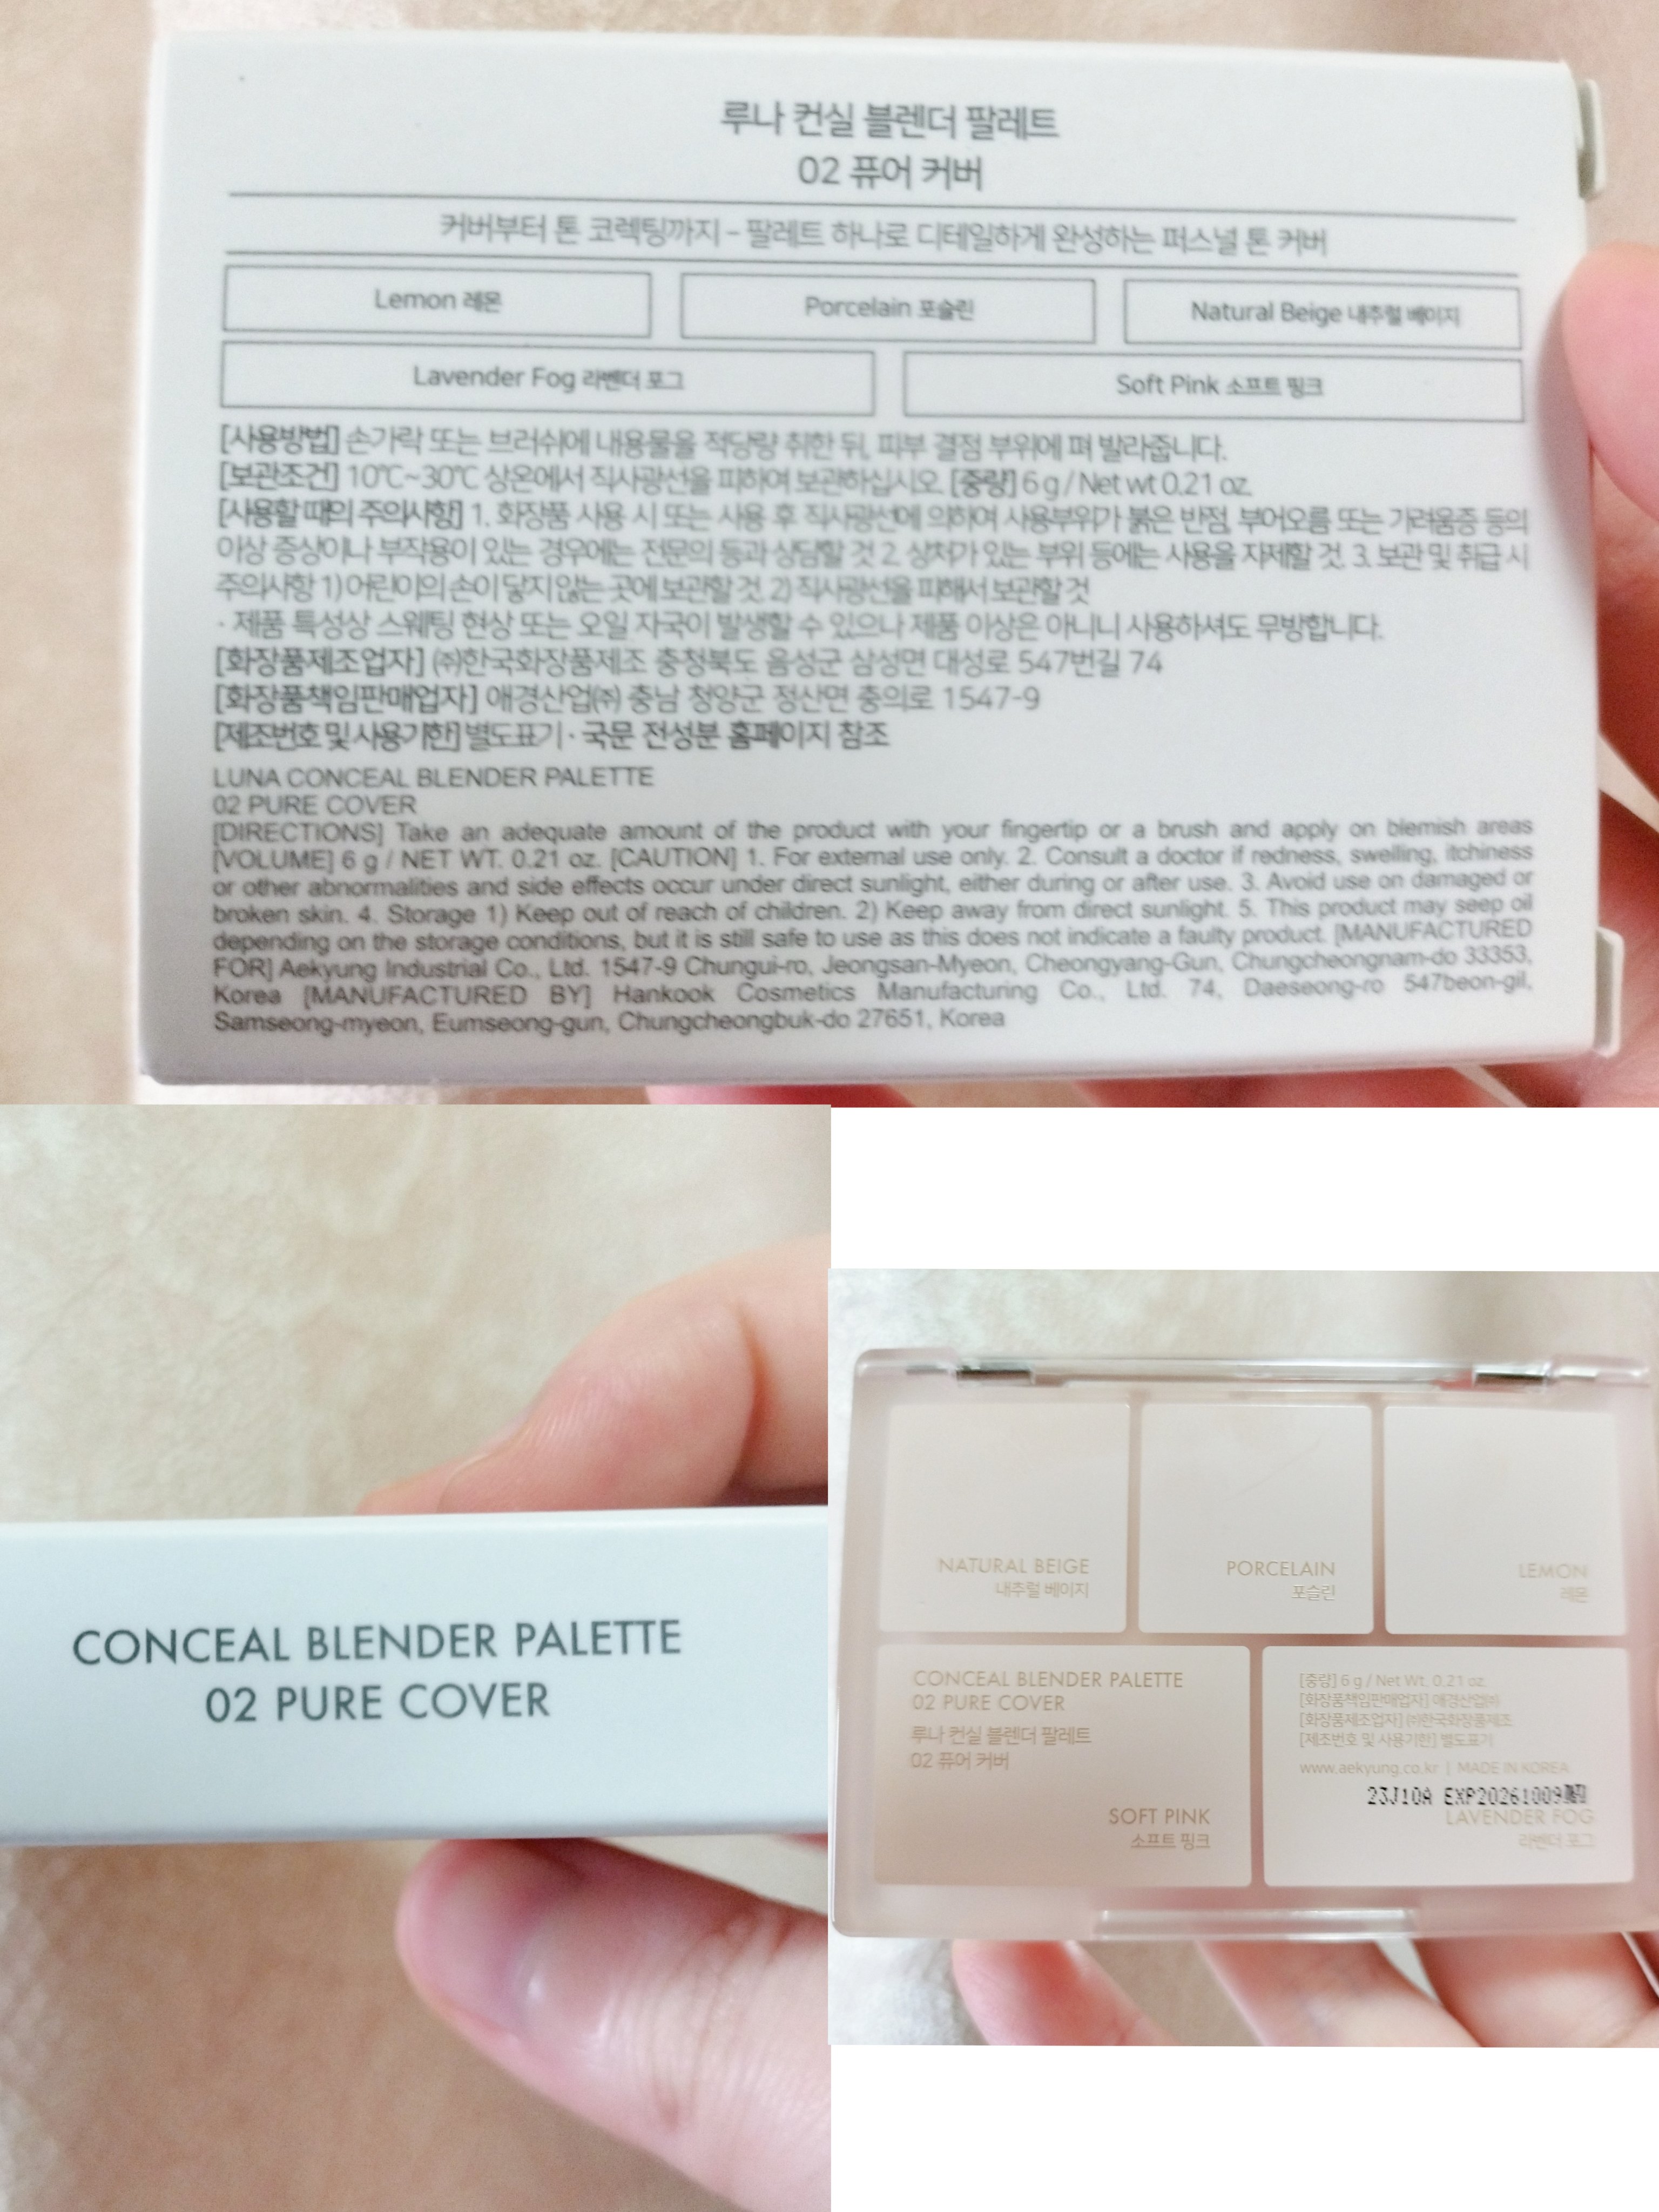 루나 컨실 블렌더 팔레트
02 퓨어 커버
커버부터 톤 코렉팅까지 – 팔레트 하나로 디테일하게 완성하는 퍼스널 톤 커버
Lemon 레몬
Porcelain 포슬린
Natural Beige 내추럴 베이지
Lavender Fog 라벤더 포그
Soft Pink 소프트 핑크
[사용방법] 손가락 또는 브러쉬에 내용물을 적당량 취한 뒤, 피부 결점 부위에 펴 발라줍니다.
[보관조건] 10℃~30℃ 상온에서 직사광선을 피하여 보관하십시오. [중량] 6 g / Net wt 0.21 oz.
[사용할 때의 주의사항] 1. 화장품 사용 시 또는 사용 후 직사광선에 의하여 사용부위가 붉은 반점, 부어오름 또는 가려움증 등의
이상 증상이나 부작용이 있는 경우에는 전문의 등과 상담할 것 2. 상처가 있는 부위 등에는 사용을 자제할 것. 3. 보관 및 취급 시
주의사항 1) 어린이의 손이 닿지 않는 곳에 보관할 것. 2) 직사광선을 피해서 보관할 것
· 제품 특성상 스웨팅 현상 또는 오일 자국이 발생할 수 있으나 제품 이상은 아니니 사용하셔도 무방합니다.
[화장품제조업자] ㈜한국화장품제조 충청북도 음성군 삼성면 대성로 547번길 74
[화장품책임판매업자] 애경산업㈜ 충남 청양군 정산면 충의로 1547-9
[제조번호 및 사용기한] 별도표기 · 국문 전성분 홈페이지 참조
LUNA CONCEAL BLENDER PALETTE
02 PURE COVER
[DIRECTIONS] Take an adequate amount of the product with your fingertip or a brush and apply on blemish areas
[VOLUME] 6 g / NET WT. 0.21 oz. [CAUTION] 1. For external use only. 2. Consult a doctor if redness, swelling, itchiness
or other abnormalities and side effects occur under direct sunlight, either during or after use. 3. Avoid use on damaged or
broken skin. 4. Storage 1) Keep out of reach of children. 2) Keep away from direct sunlight. 5. This product may seep oil
depending on the storage conditions, but it is still safe to use as this does not indicate a faulty product. [MANUFACTURED
FOR] Aekyung Industrial Co., Ltd. 1547-9 Chungui-ro, Jeongsan-Myeon, Cheongyang-Gun, Chungcheongnam-do 33353,
Korea [MANUFACTURED BY] Hankook Cosmetics Manufacturing Co., Ltd. 74, Daeseong-ro 547beon-gil,
Samseong-myeon, Eumseong-gun, Chungcheongbuk-do 27651, Korea
CONCEAL BLENDER PALETTE
02 PURE COVER
NATURAL BEIGE
내추럴 베이지
PORCELAIN
포슬린
LEMON
레몬
CONCEAL BLENDER PALETTE
02 PURE COVER
루나 컨실 블렌더 팔레트
02 퓨어 커버
SOFT PINK
소프트 핑크
[중량] 6 g / Net Wt. 0.21 oz.
[화장품책임판매업자] 애경산업㈜
[화장품제조업자] ㈜한국화장품제조
[제조번호 및 사용기한] 별도표기
www.aekyung.co.kr | MADE IN KOREA
23J10A EXP20261009
LAVENDER FOG
라벤더 포그